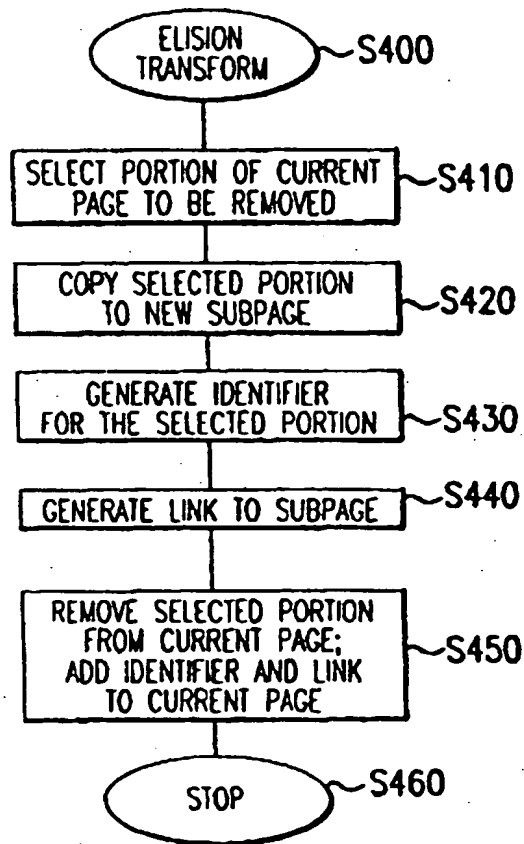 ELISION
TRANSFORM
S400
SELECT PORTION OF CURRENT
PAGE TO BE REMOVED
S410
COPY SELECTED PORTION
TO NEW SUBPAGE
S420
GENERATE IDENTIFIER
FOR THE SELECTED PORTION
S430
GENERATE LINK TO SUBPAGE
S440
REMOVE SELECTED PORTION
FROM CURRENT PAGE;
ADD IDENTIFIER AND LINK
TO CURRENT PAGE
S450
STOP
S460